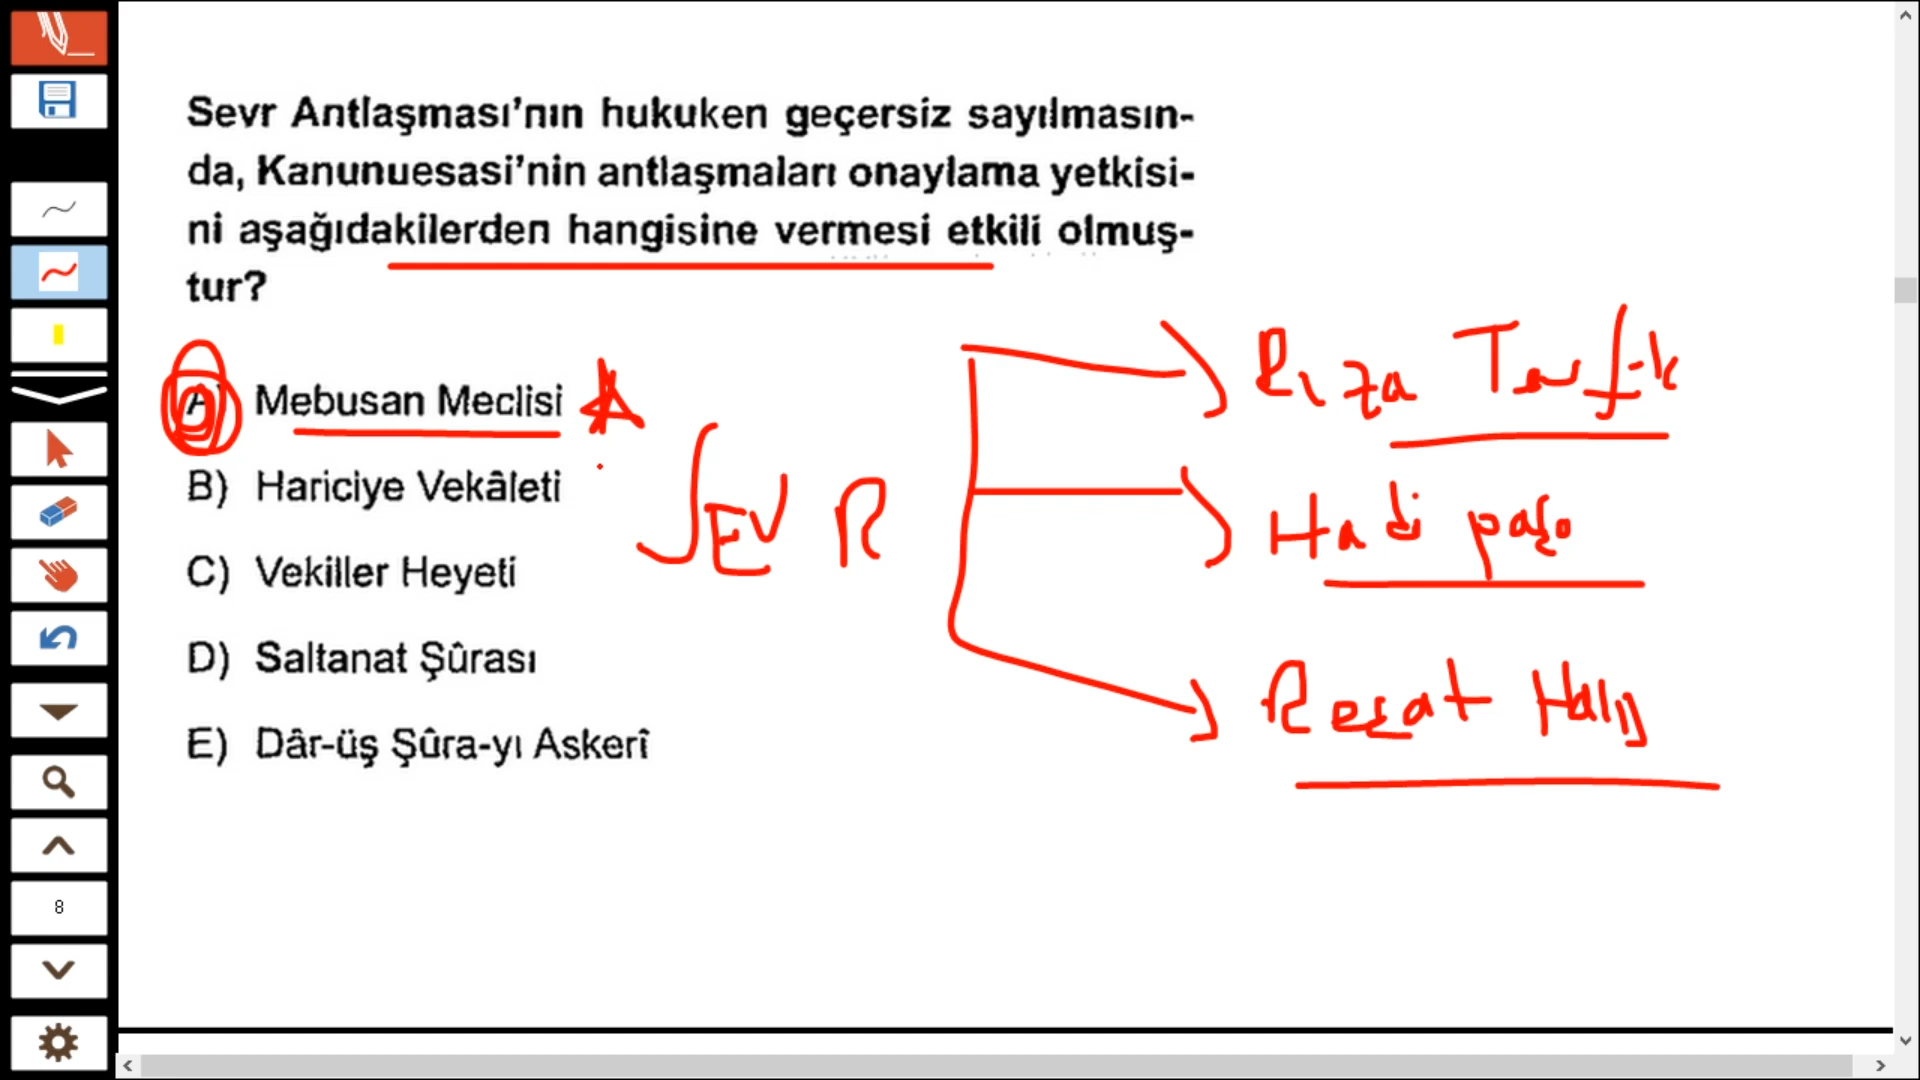 Sevr Antlaşması’nın hukuken geçersiz sayılmasın-
da, Kanunuesasi’nin antlaşmaları onaylama yetkisi-
ni aşağıdakilerden hangisine vermesi etkili olmuş-
tur?
A) Mebusan Meclisi
B) Hariciye Vekâleti
C) Vekiller Heyeti
D) Saltanat Şûrası
E) Dâr-üş Şûra-yı Askerî
SEVR
Rıza Tevfik
Hadi paşa
Reşat Halis
8